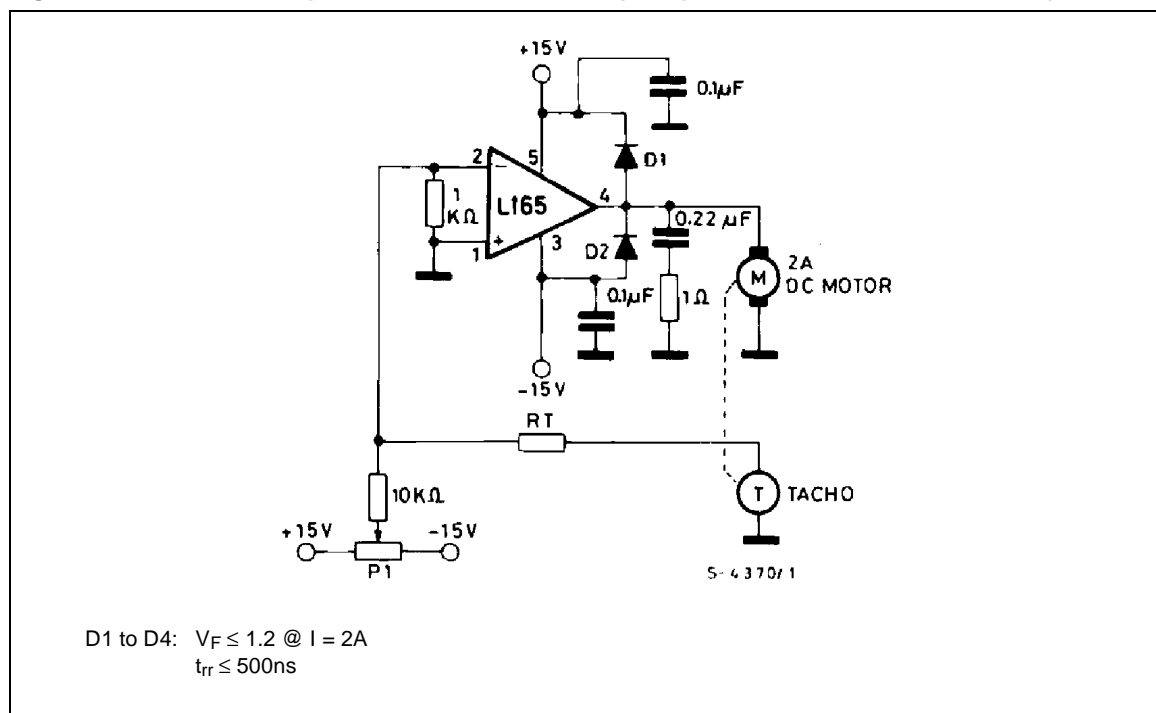 +15V
0.1µF
2
5
D1
1
KΩ
L165
4
0.22 µF
1
3
D2
2A
M
DC MOTOR
0.1µF
1Ω
-15V
RT
10KΩ
T
TACHO
+15V
-15V
P1
S-4370/1
D1 to D4: VF ≤ 1.2 @ I = 2A
trr ≤ 500ns